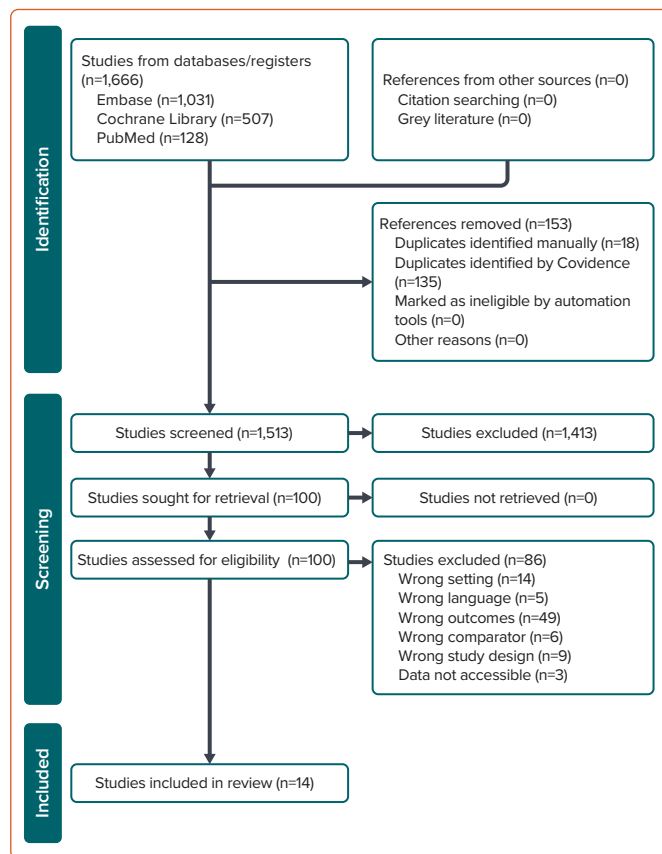 Identification
Studies from databases/registers
(n=1,666)
Embase (n=1,031)
Cochrane Library (n=507)
PubMed (n=128)
References from other sources (n=0)
Citation searching (n=0)
Grey literature (n=0)
References removed (n=153)
Duplicates identified manually (n=18)
Duplicates identified by Covidence
(n=135)
Marked as ineligible by automation
tools (n=0)
Other reasons (n=0)
Screening
Studies screened (n=1,513)
Studies excluded (n=1,413)
Studies sought for retrieval (n=100)
Studies not retrieved (n=0)
Studies assessed for eligibility (n=100)
Studies excluded (n=86)
Wrong setting (n=14)
Wrong language (n=5)
Wrong outcomes (n=49)
Wrong comparator (n=6)
Wrong study design (n=9)
Data not accessible (n=3)
Included
Studies included in review (n=14)